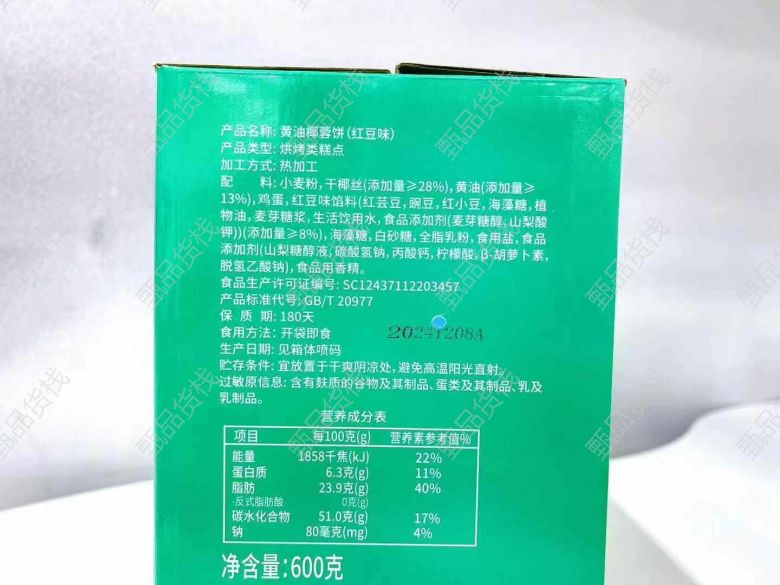 产品名称: 黄油椰蓉饼(红豆味)
产品类型: 烘烤类糕点
加工方式: 热加工
配 料: 小麦粉,干椰丝(添加量≥28%),黄油(添加量≥
13%),鸡蛋,红豆味馅料(红芸豆,豌豆,红小豆,海藻糖,植
物油,麦芽糖浆,生活饮用水,食品添加剂(麦芽糖醇,山梨酸
钾))(添加量≥8%),海藻糖,白砂糖,全脂乳粉,食用盐,食品
添加剂(山梨糖醇液,碳酸氢钠,丙酸钙,柠檬酸,β-胡萝卜素,
脱氢乙酸钠),食品用香精。
食品生产许可证编号: SC12437112203457
产品标准代号: GB/T 20977
保 质 期: 180天
食用方法: 开袋即食
20241208A
生产日期: 见箱体喷码
贮存条件: 宜放置于干爽阴凉处,避免高温阳光直射。
过敏原信息: 含有麸质的谷物及其制品、蛋类及其制品、乳及
乳制品。
营养成分表
项目 每100克(g) 营养素参考值%
能量 1858千焦(kJ) 22%
蛋白质 6.3克(g) 11%
脂肪 23.9克(g) 40%
-反式脂肪酸 0克(g)
碳水化合物 51.0克(g) 17%
钠 80毫克(mg) 4%
净含量:600克
甄品货栈